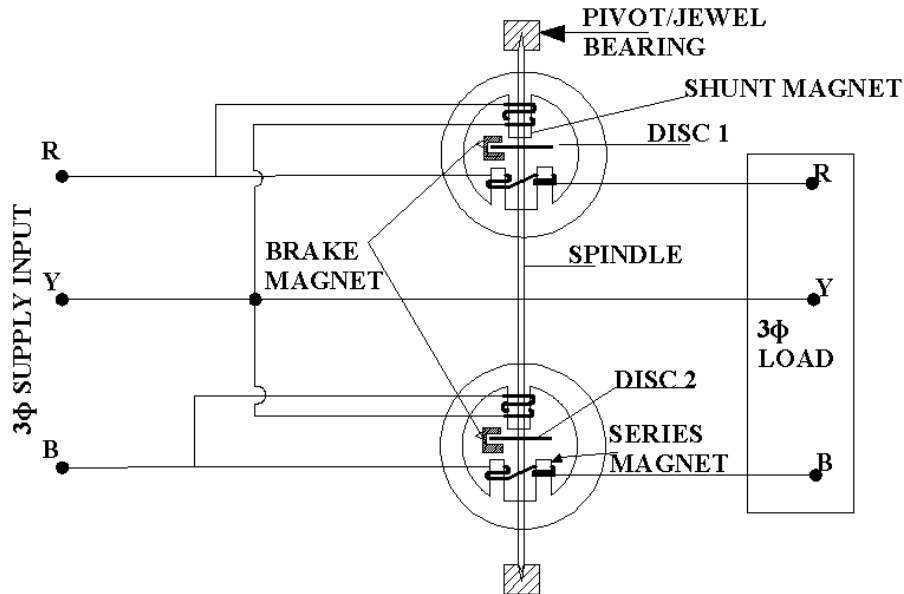 PIVOT/JEWEL
BEARING
SHUNT MAGNET
DISC 1
R
R
BRAKE
MAGNET
SPINDLE
3ϕ SUPPLY INPUT
Y
Y
3ϕ
LOAD
DISC 2
SERIES
MAGNET
B
B